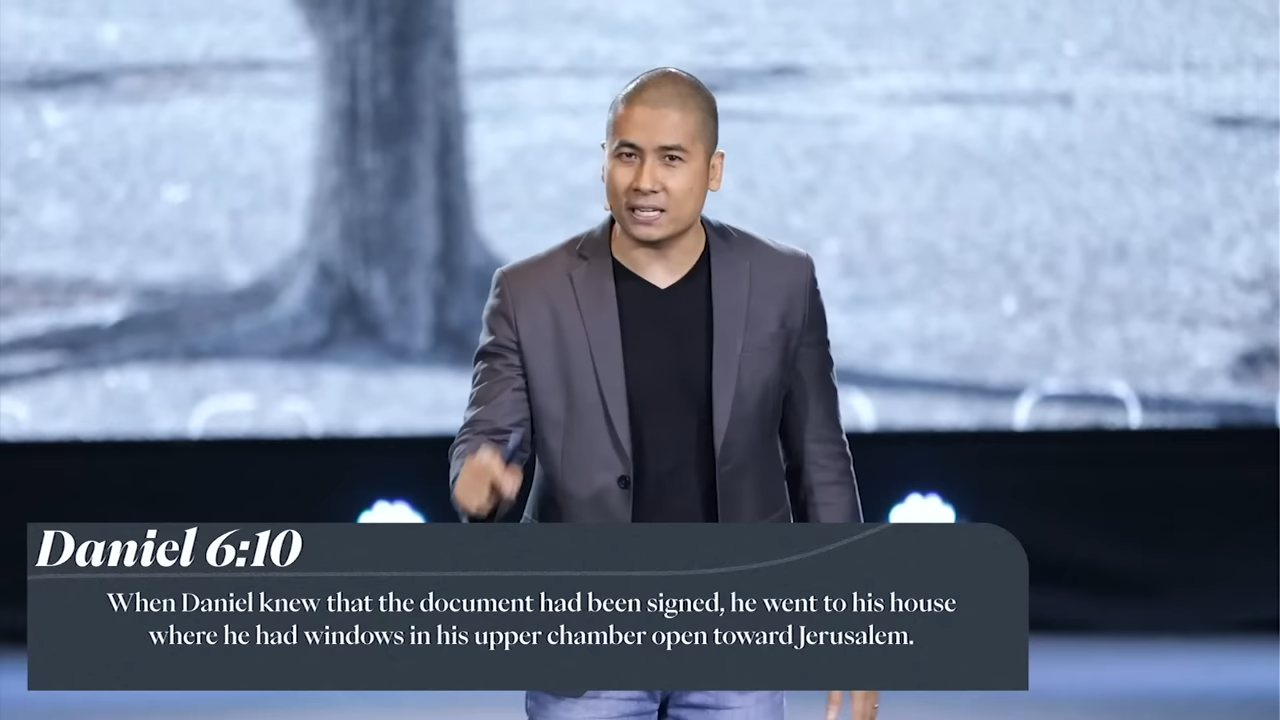 Daniel 6:10
When Daniel knew that the document had been signed, he went to his house
where he had windows in his upper chamber open toward Jerusalem.